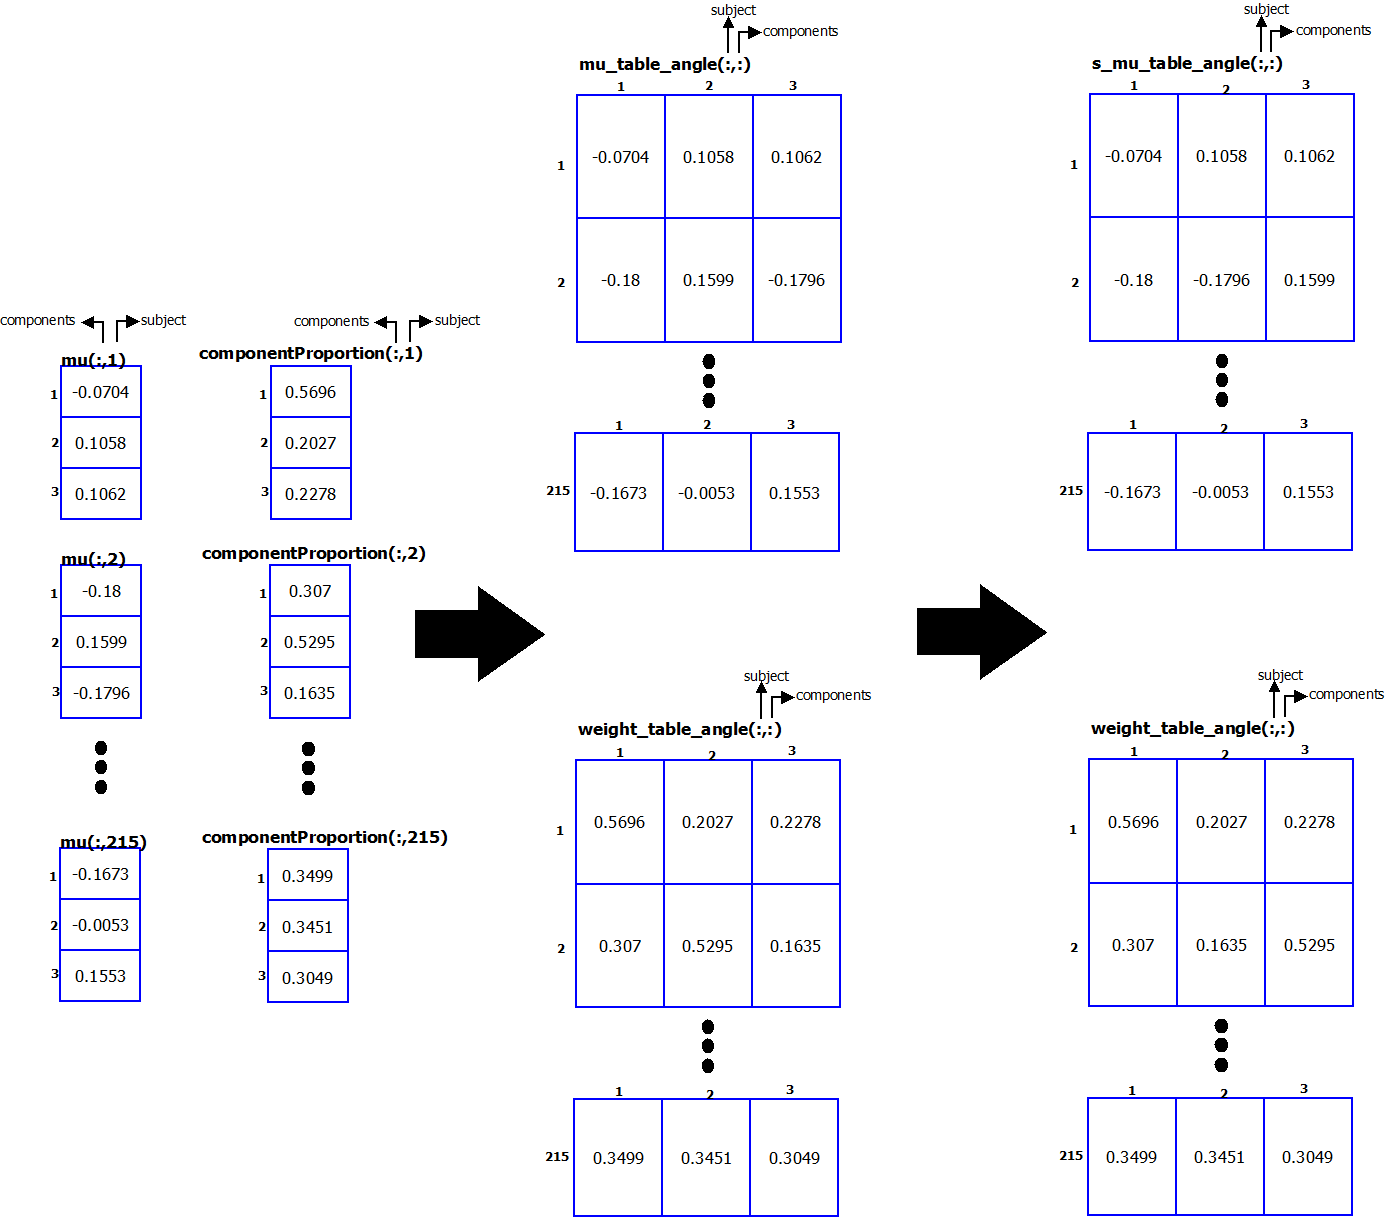 components
subject
mu(:,1)
1 -0.0704
2 0.1058
3 0.1062
mu(:,2)
1 -0.18
2 0.1599
3 -0.1796
mu(:,215)
1 -0.1673
2 -0.0053
3 0.1553
components
subject
componentProportion(:,1)
1 0.5696
2 0.2027
3 0.2278
componentProportion(:,2)
1 0.307
2 0.5295
3 0.1635
componentProportion(:,215)
1 0.3499
2 0.3451
3 0.3049
subject
components
mu_table_angle(:,:)
1 2 3
1 -0.0704 0.1058 0.1062
2 -0.18 0.1599 -0.1796
1 2 3
215 -0.1673 -0.0053 0.1553
subject
components
weight_table_angle(:,:)
1 2 3
1 0.5696 0.2027 0.2278
2 0.307 0.5295 0.1635
1 2 3
215 0.3499 0.3451 0.3049
subject
components
s_mu_table_angle(:,:)
1 2 3
1 -0.0704 0.1058 0.1062
2 -0.18 -0.1796 0.1599
1 2 3
215 -0.1673 -0.0053 0.1553
subject
components
weight_table_angle(:,:)
1 2 3
1 0.5696 0.2027 0.2278
2 0.307 0.1635 0.5295
1 2 3
215 0.3499 0.3451 0.3049